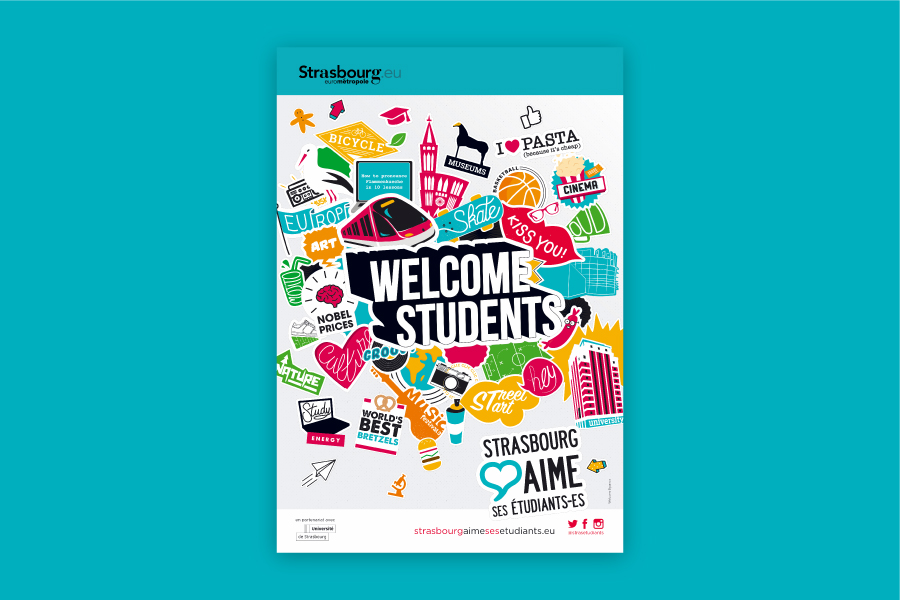 Strasbourg.eu
eurométropole
BICYCLE
How to pronounce
Flammenkueche
in 10 lessons
MUSEUMS
I PASTA
(because it's cheap)
BASKETBALL
CINEMA
EUROPE
ART
Skate
KISS YOU!
WELCOME
STUDENTS
NOBEL
PRICES
Culture
NATURE
Study
ENERGY
WORLD'S
BEST
BRETZELS
MUSIC
STReet
art
hey
university
STRASBOURG
AIME
SES ÉTUDIANTS-ES
en partenariat avec
Université
de Strasbourg
strasbourgaimesesetudiants.eu